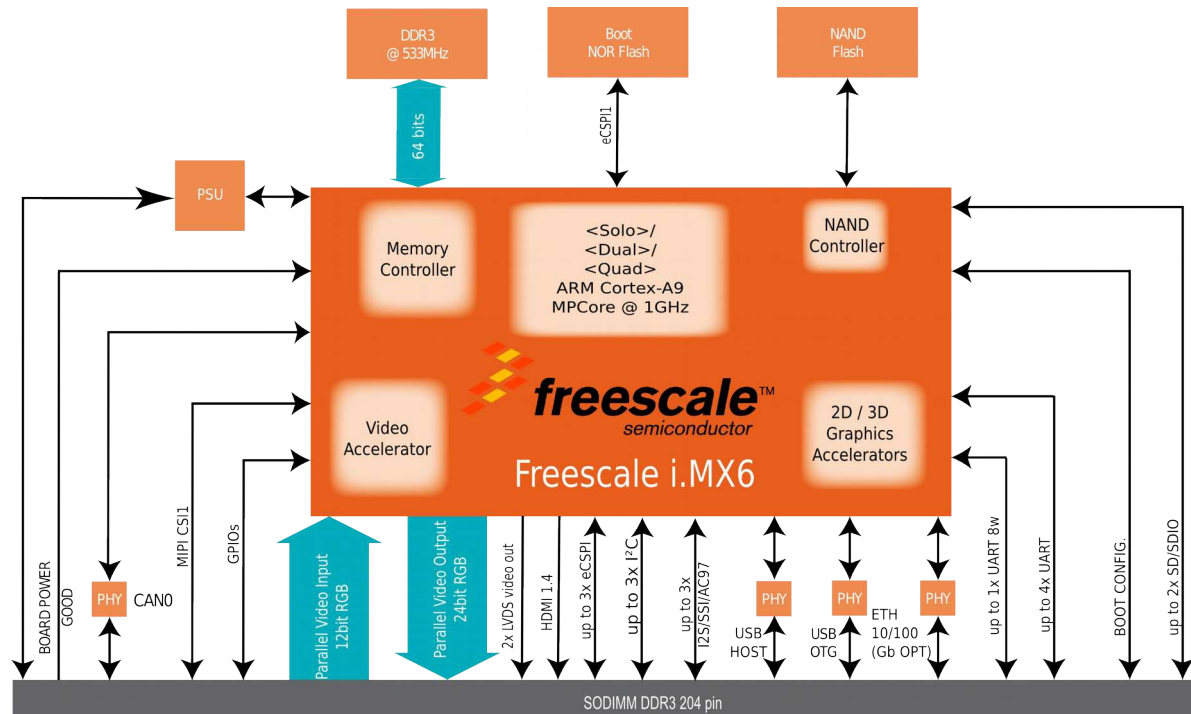 DDR3
@ 533MHz
Boot
NOR Flash
NAND
Flash
64 bits
eCSPI1
PSU
Memory
Controller
<Solo>/
<Dual>/
<Quad>
ARM Cortex-A9
MPCore @ 1GHz
NAND
Controller
Video
Accelerator
freescale™
semiconductor
Freescale i.MX6
2D / 3D
Graphics
Accelerators
BOARD POWER
GOOD
PHY
CAN0
MIPI CSI1
GPIOs
Parallel Video Input
12bit RGB
Parallel Video Output
24bit RGB
2x LVDS video out
HDMI 1.4
up to 3x eCSPI
up to 3x I²C
up to 3x
I2S/SSI/AC97
PHY
USB
HOST
PHY
USB
OTG
PHY
ETH
10/100
(Gb OPT)
up to 1x UART 8w
up to 4x UART
BOOT CONFIG.
up to 2x SD/SDIO
SODIMM DDR3 204 pin